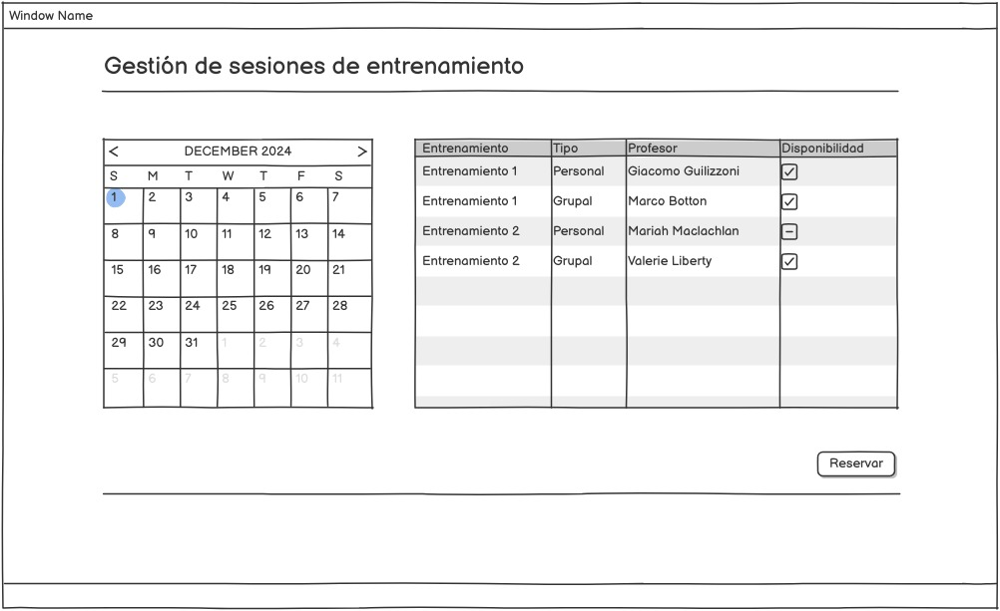 Window Name
Gestión de sesiones de entrenamiento
< DECEMBER 2024 >
S M T W T F S
1 2 3 4 5 6 7
8 9 10 11 12 13 14
15 16 17 18 19 20 21
22 23 24 25 26 27 28
29 30 31 1 2 3 4
5 6 7 8 9 10 11
Entrenamiento Tipo Profesor Disponibilidad
Entrenamiento 1 Personal Giacomo Guilizzoni
Entrenamiento 1 Grupal Marco Botton
Entrenamiento 2 Personal Mariah Maclachlan
Entrenamiento 2 Grupal Valerie Liberty
Reservar